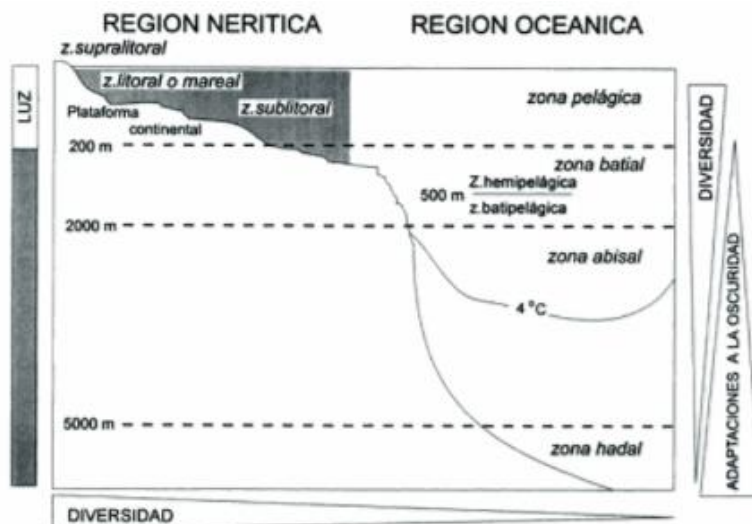 REGION NERITICA
REGION OCEANICA
z.supralitoral
z.litoral o mareal
z.sublitoral
Plataforma
continental
LUZ
200 m
2000 m
5000 m
zona pelágica
zona batial
500 m
Z.hemipelágica
z.batipelágica
zona abisal
4 °C
zona hadal
DIVERSIDAD
ADAPTACIONES A LA OSCURIDAD
DIVERSIDAD